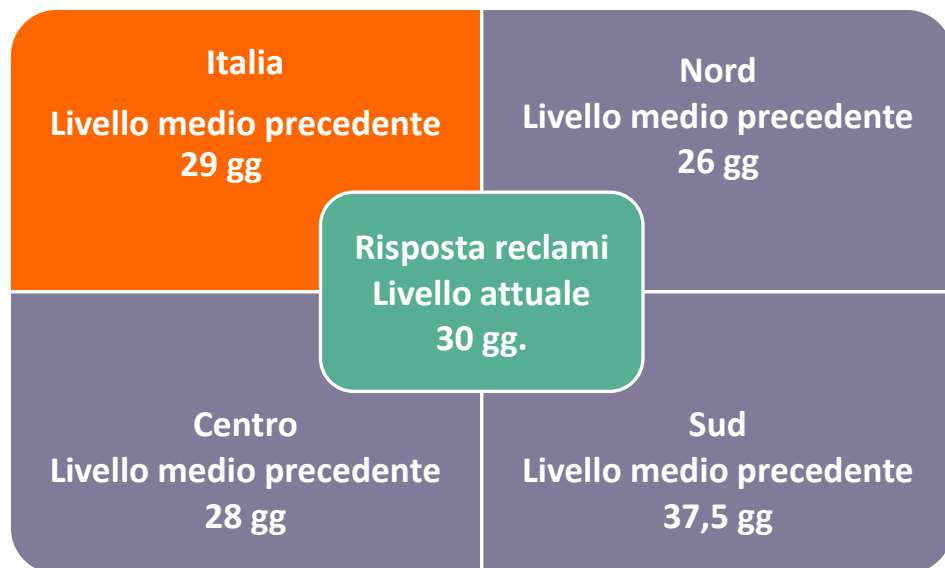 Italia
Livello medio precedente
29 gg
Nord
Livello medio precedente
26 gg
Risposta reclami
Livello attuale
30 gg.
Centro
Livello medio precedente
28 gg
Sud
Livello medio precedente
37,5 gg